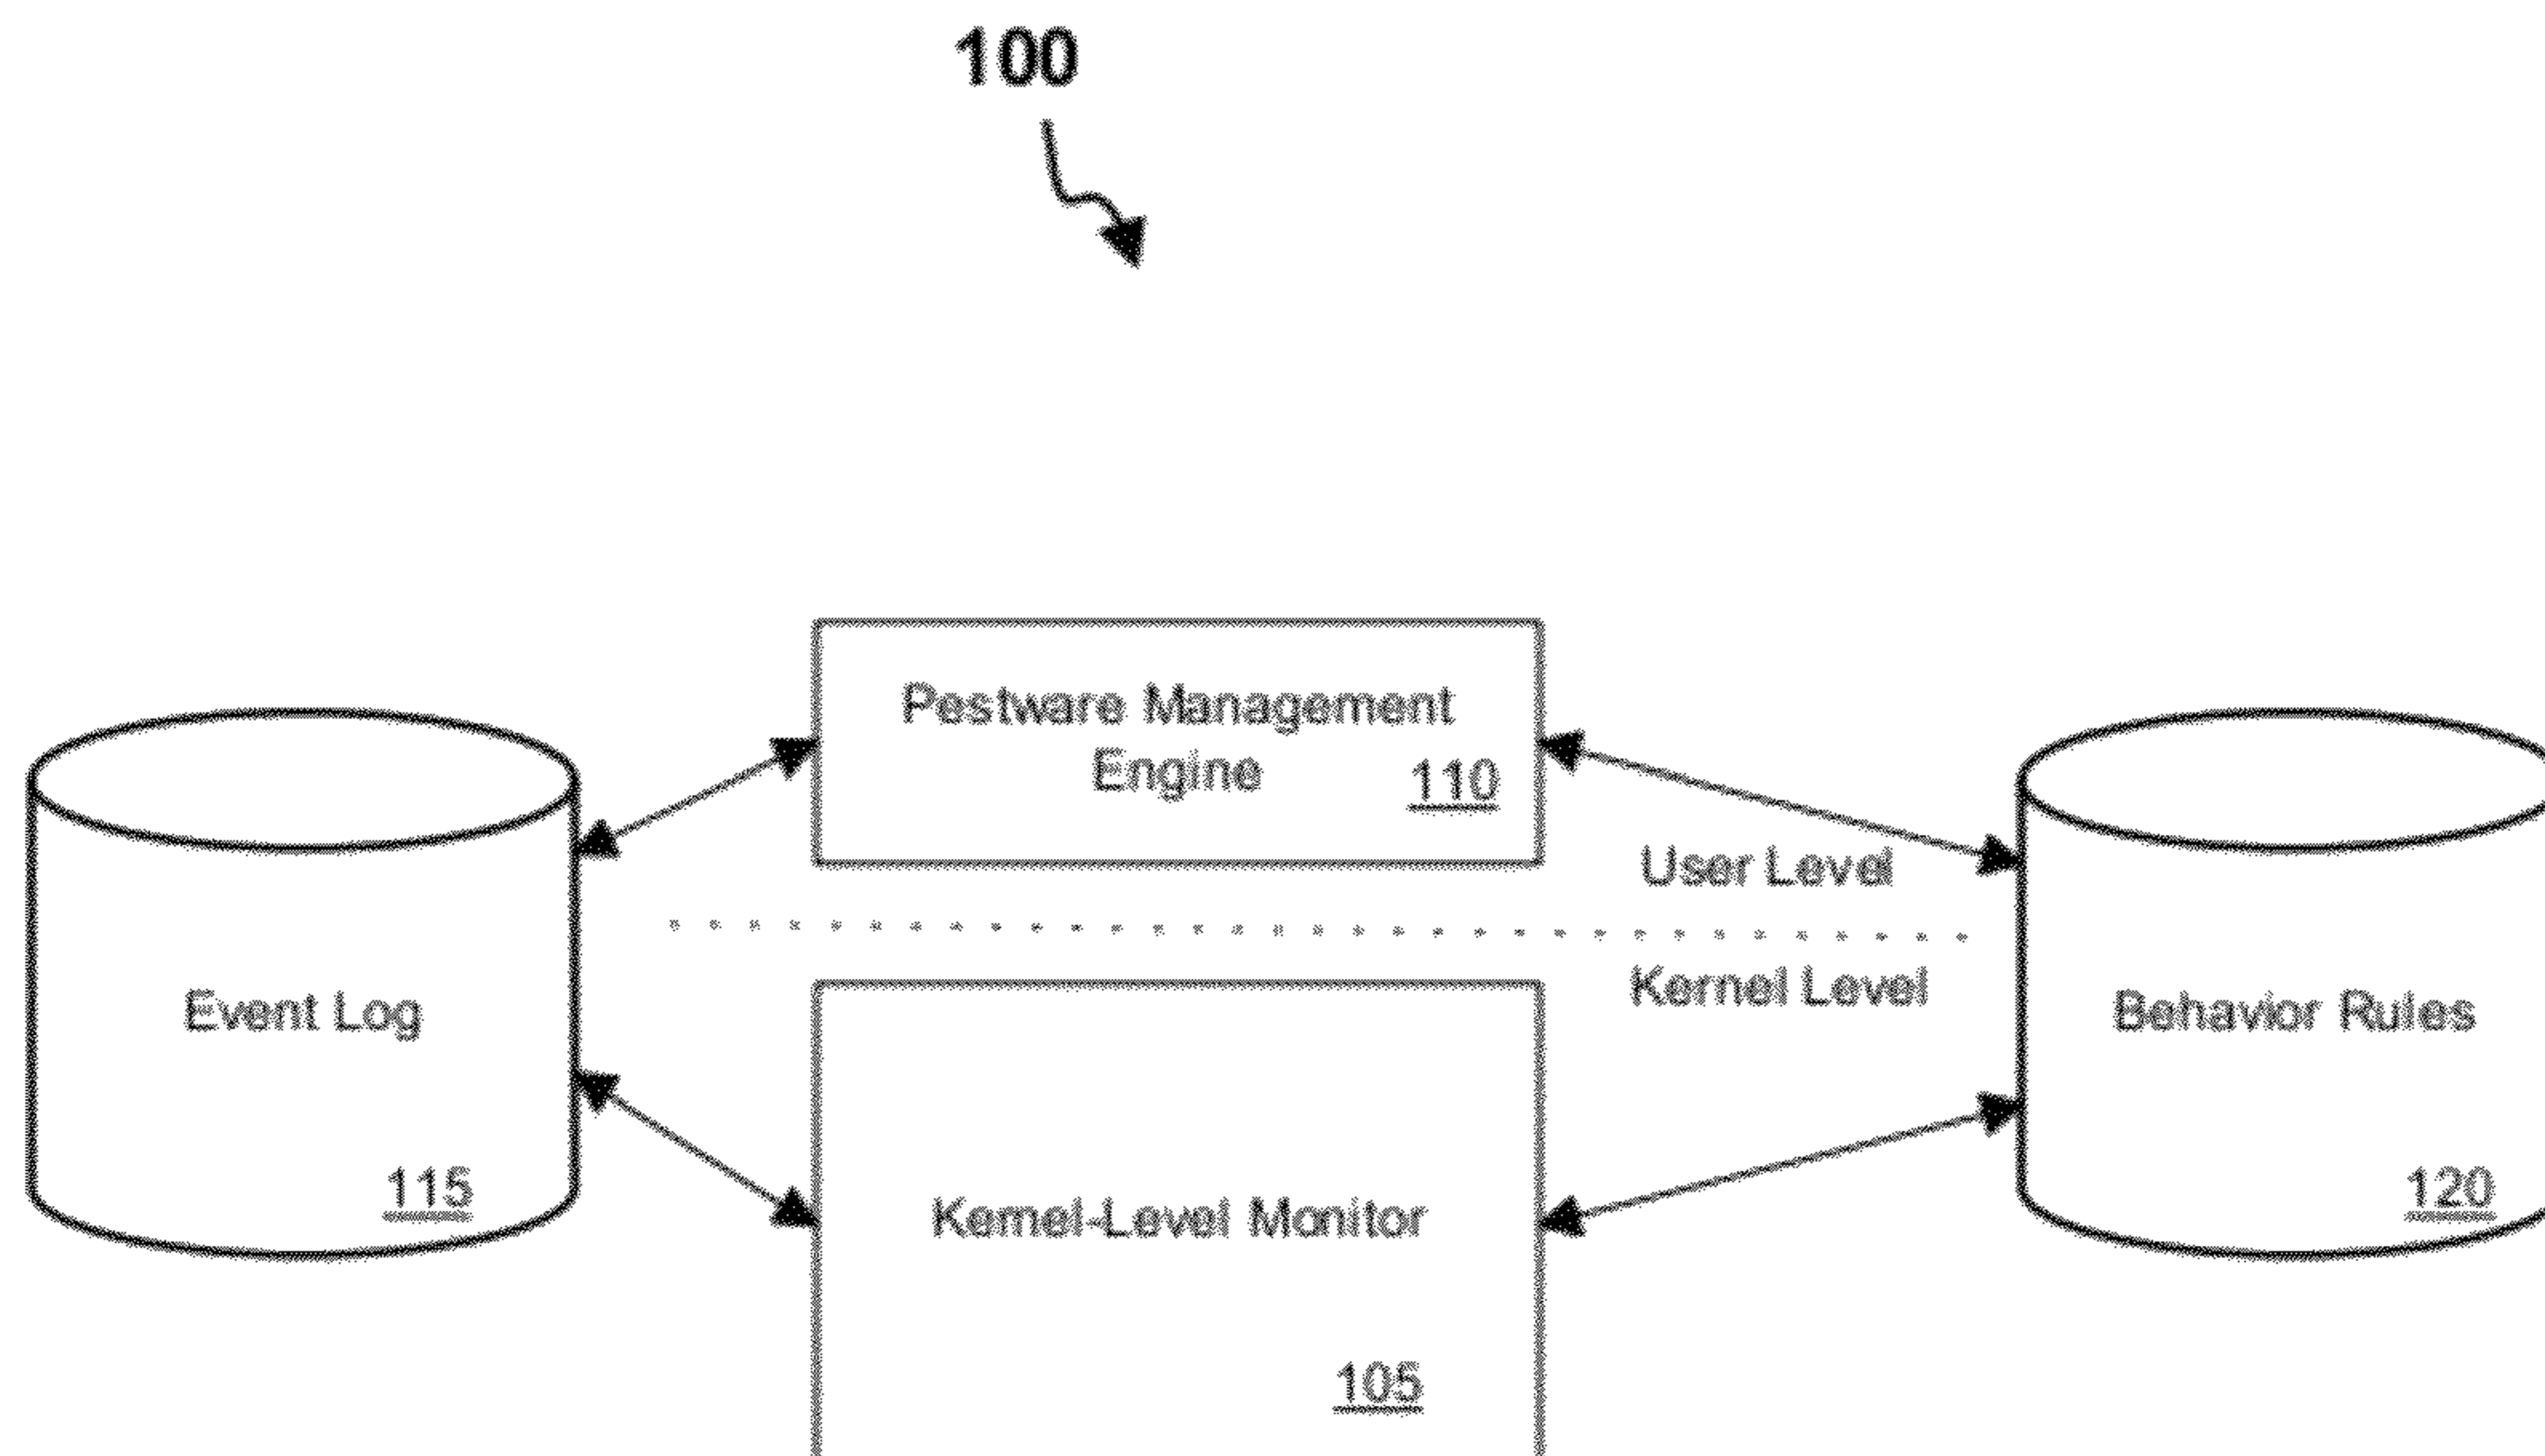 100
Pestware Management
Engine
110
User Level
Kernel Level
Event Log
115
Behavior Rules
120
Kernel-Level Monitor
105